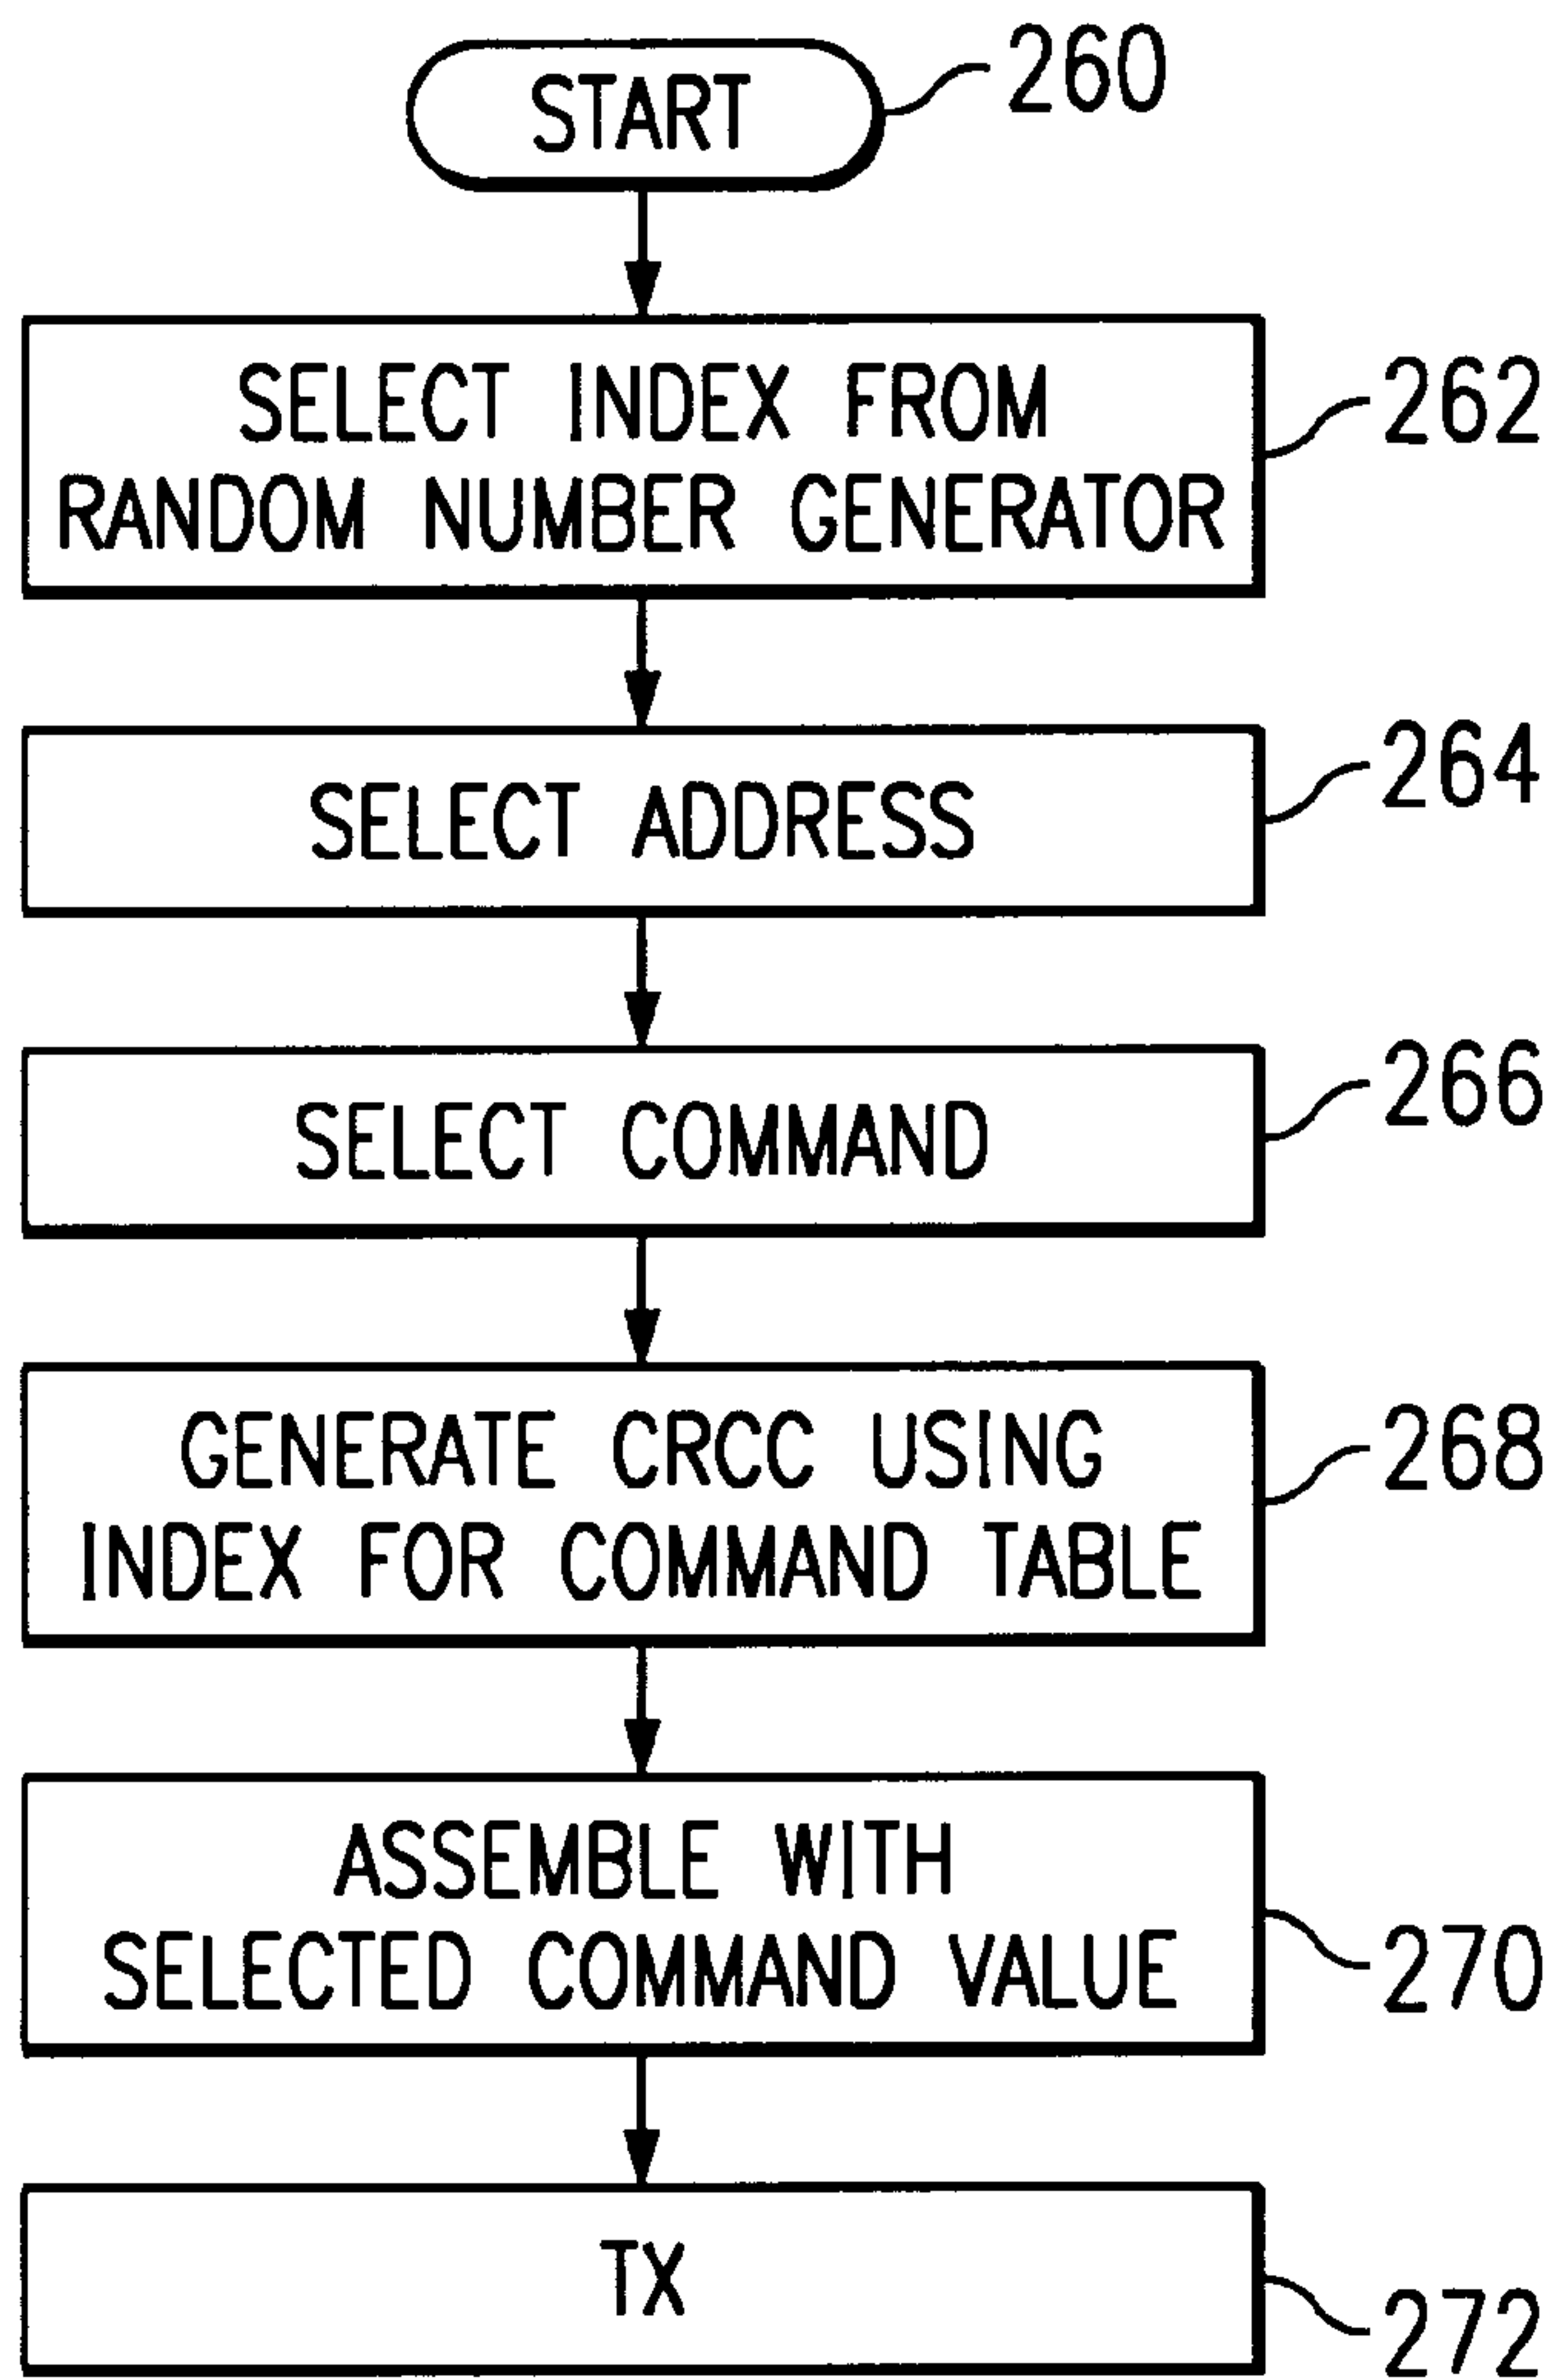 START
260
SELECT INDEX FROM
RANDOM NUMBER GENERATOR
262
SELECT ADDRESS
264
SELECT COMMAND
266
GENERATE CRCC USING
INDEX FOR COMMAND TABLE
268
ASSEMBLE WITH
SELECTED COMMAND VALUE
270
TX
272